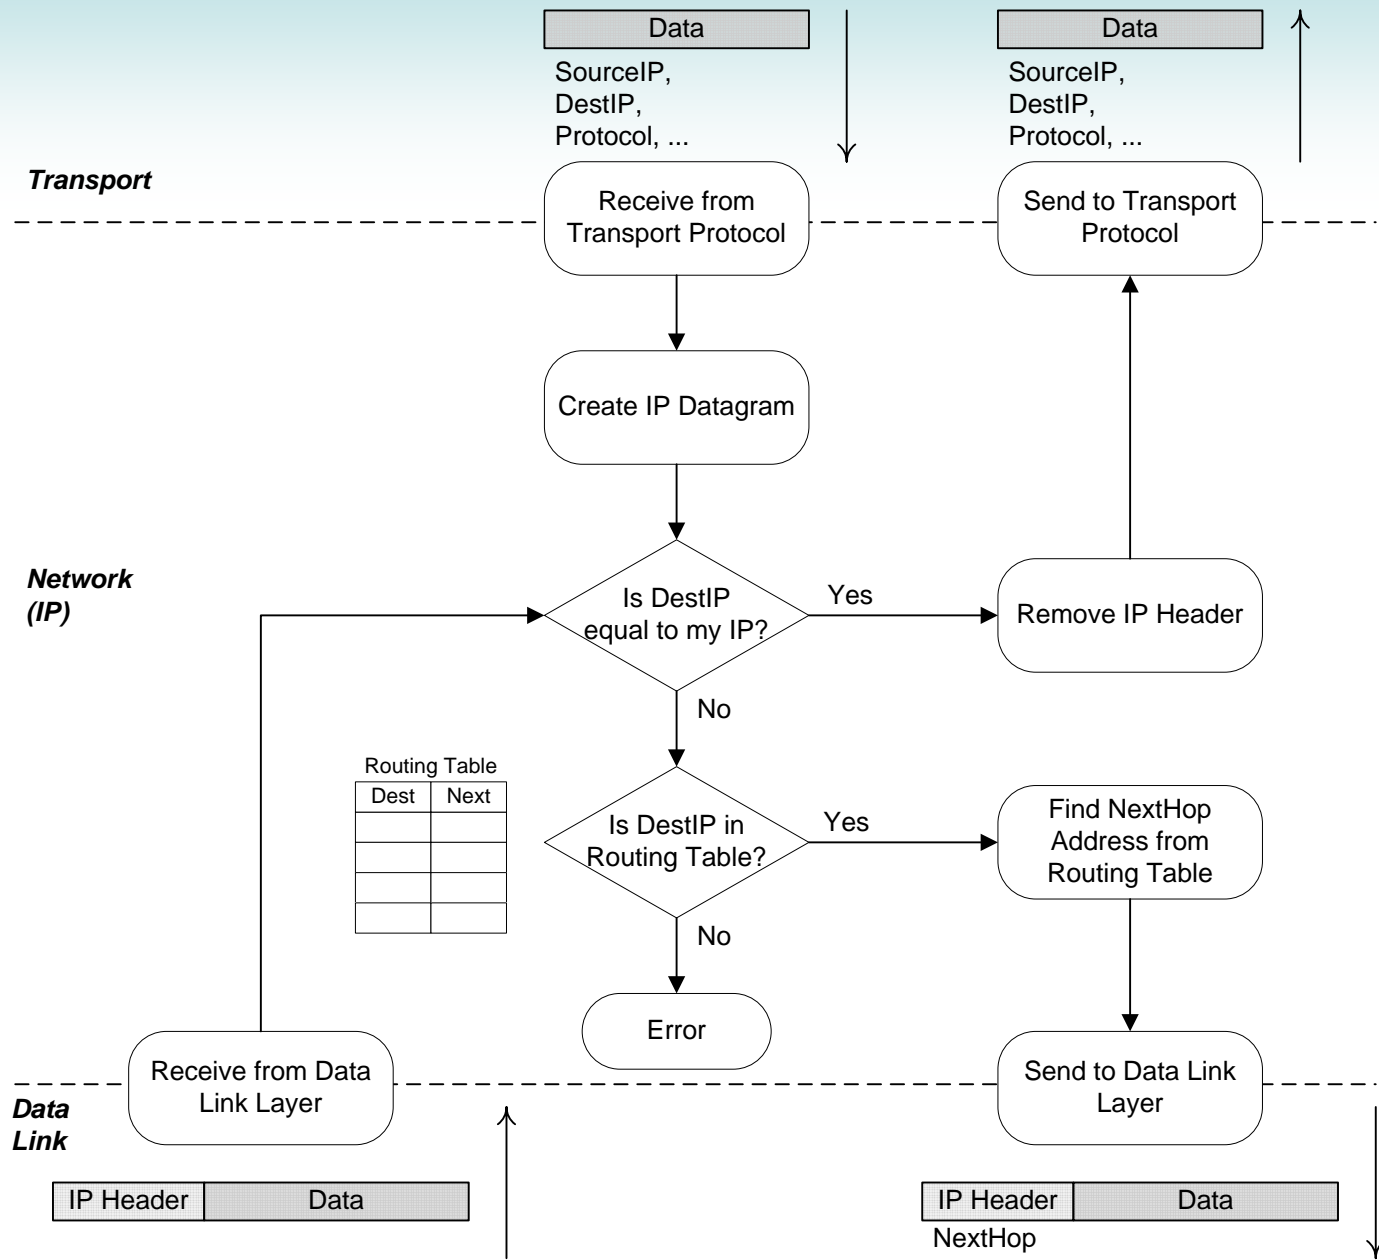 Data
Data
SourceIP,
DestIP,
Protocol, ...
SourceIP,
DestIP,
Protocol, ...
Transport
Receive from
Transport Protocol
Send to Transport
Protocol
Create IP Datagram
Network
(IP)
Is DestIP
equal to my IP?
Yes
Remove IP Header
No
Routing Table
Dest Next
Is DestIP in
Routing Table?
Yes
Find NextHop
Address from
Routing Table
No
Error
Receive from Data
Link Layer
Send to Data Link
Layer
Data
Link
IP Header Data
IP Header Data
NextHop